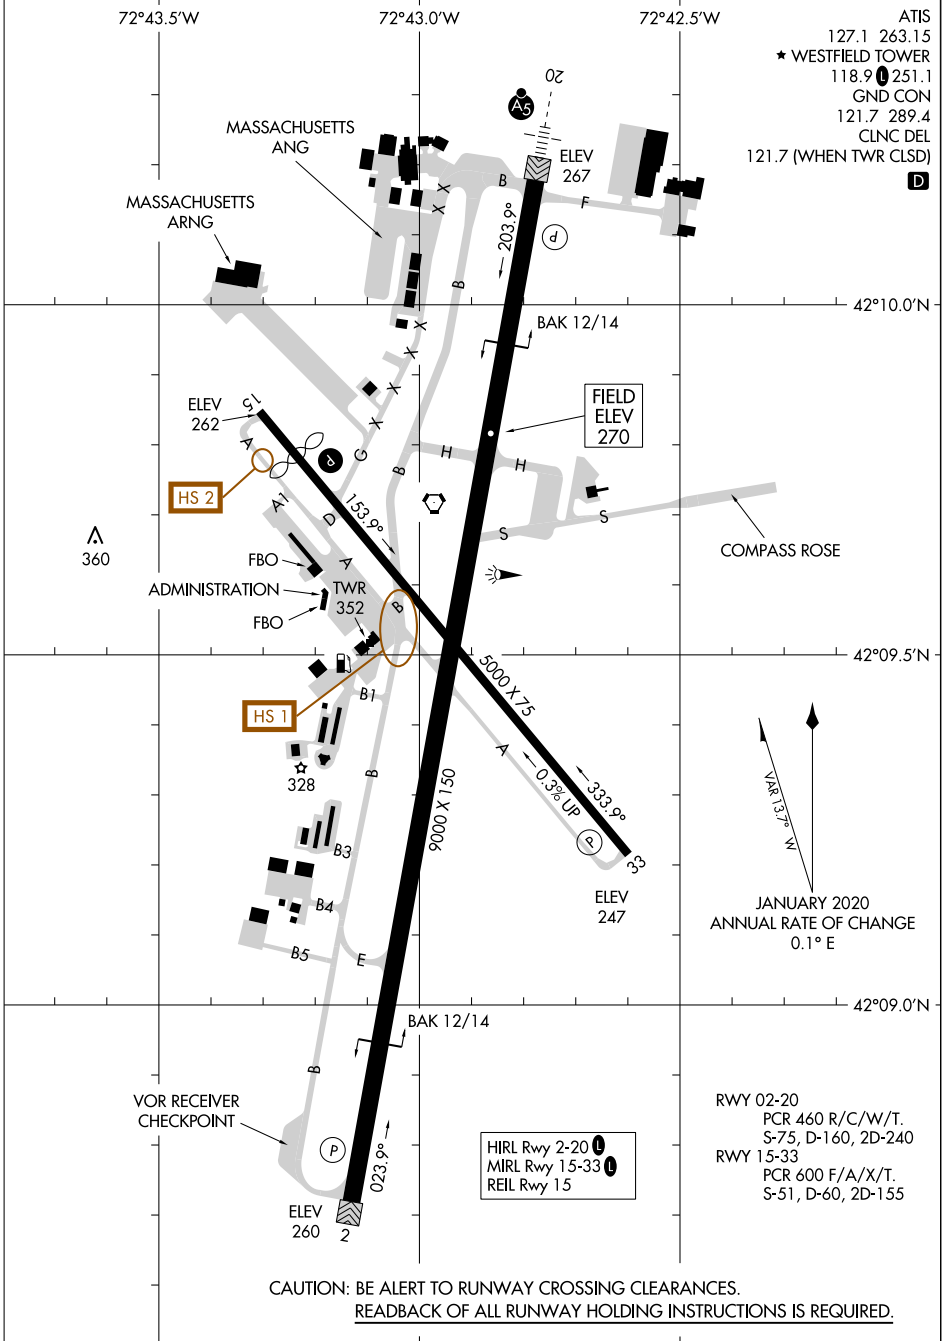 72°43.5'W
72°43.0'W
72°42.5'W
ATIS
127.1 263.15
★ WESTFIELD TOWER
118.9 L 251.1
GND CON
121.7 289.4
CLNC DEL
121.7 (WHEN TWR CLSD)
D
20
A5
MASSACHUSETTS
ANG
ELEV
267
B
F
X
X
MASSACHUSETTS
ARNG
203.9°
P
B
42°10.0'N
BAK 12/14
X
X
X
X
FIELD
ELEV
270
ELEV
262
15
A
P
G
B
H
H
HS 2
A1
D
153.9°
S
S
COMPASS ROSE
360
FBO
A
ADMINISTRATION
TWR
352
FBO
B
42°09.5'N
HS 1
B1
5000 X 75
A
B
328
0.3% UP
333.9°
VAR 13.7° W
9000 X 150
P
33
B3
ELEV
247
JANUARY 2020
ANNUAL RATE OF CHANGE
0.1° E
B4
B5
E
42°09.0'N
BAK 12/14
B
VOR RECEIVER
CHECKPOINT
P
023.9°
HIRL Rwy 2-20 L
MIRL Rwy 15-33 L
REIL Rwy 15
RWY 02-20
PCR 460 R/C/W/T.
S-75, D-160, 2D-240
RWY 15-33
PCR 600 F/A/X/T.
S-51, D-60, 2D-155
ELEV
260
2
CAUTION: BE ALERT TO RUNWAY CROSSING CLEARANCES.
READBACK OF ALL RUNWAY HOLDING INSTRUCTIONS IS REQUIRED.